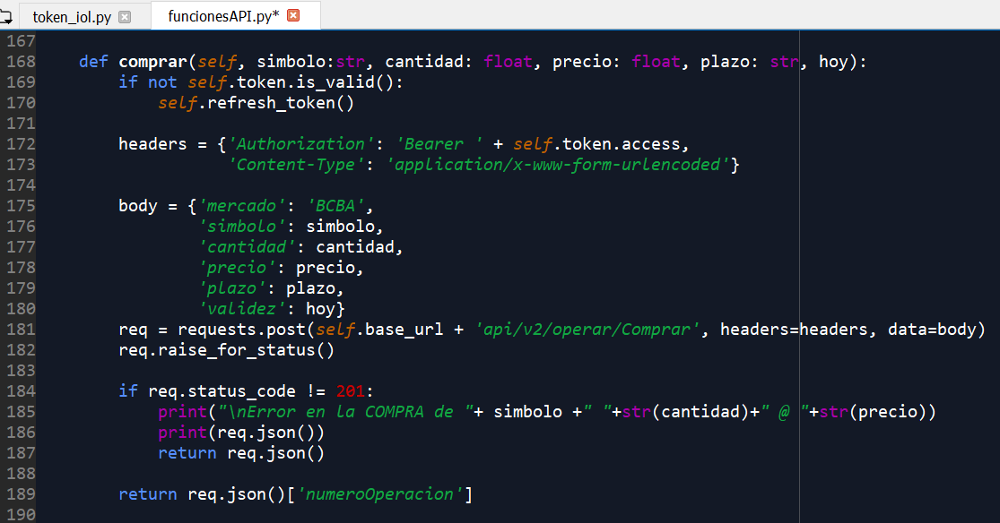 token_iol.py
funcionesAPI.py*
167
168 def comprar(self, simbolo:str, cantidad: float, precio: float, plazo: str, hoy):
169 if not self.token.is_valid():
170 self.refresh_token()
171
172 headers = {'Authorization': 'Bearer ' + self.token.access,
173 'Content-Type': 'application/x-www-form-urlencoded'}
174
175 body = {'mercado': 'BCBA',
176 'simbolo': simbolo,
177 'cantidad': cantidad,
178 'precio': precio,
179 'plazo': plazo,
180 'validez': hoy}
181 req = requests.post(self.base_url + 'api/v2/operar/Comprar', headers=headers, data=body)
182 req.raise_for_status()
183
184 if req.status_code != 201:
185 print("\nError en la COMPRA de "+ simbolo +" "+str(cantidad)+" @ "+str(precio))
186 print(req.json())
187 return req.json()
188
189 return req.json()['numeroOperacion']
190